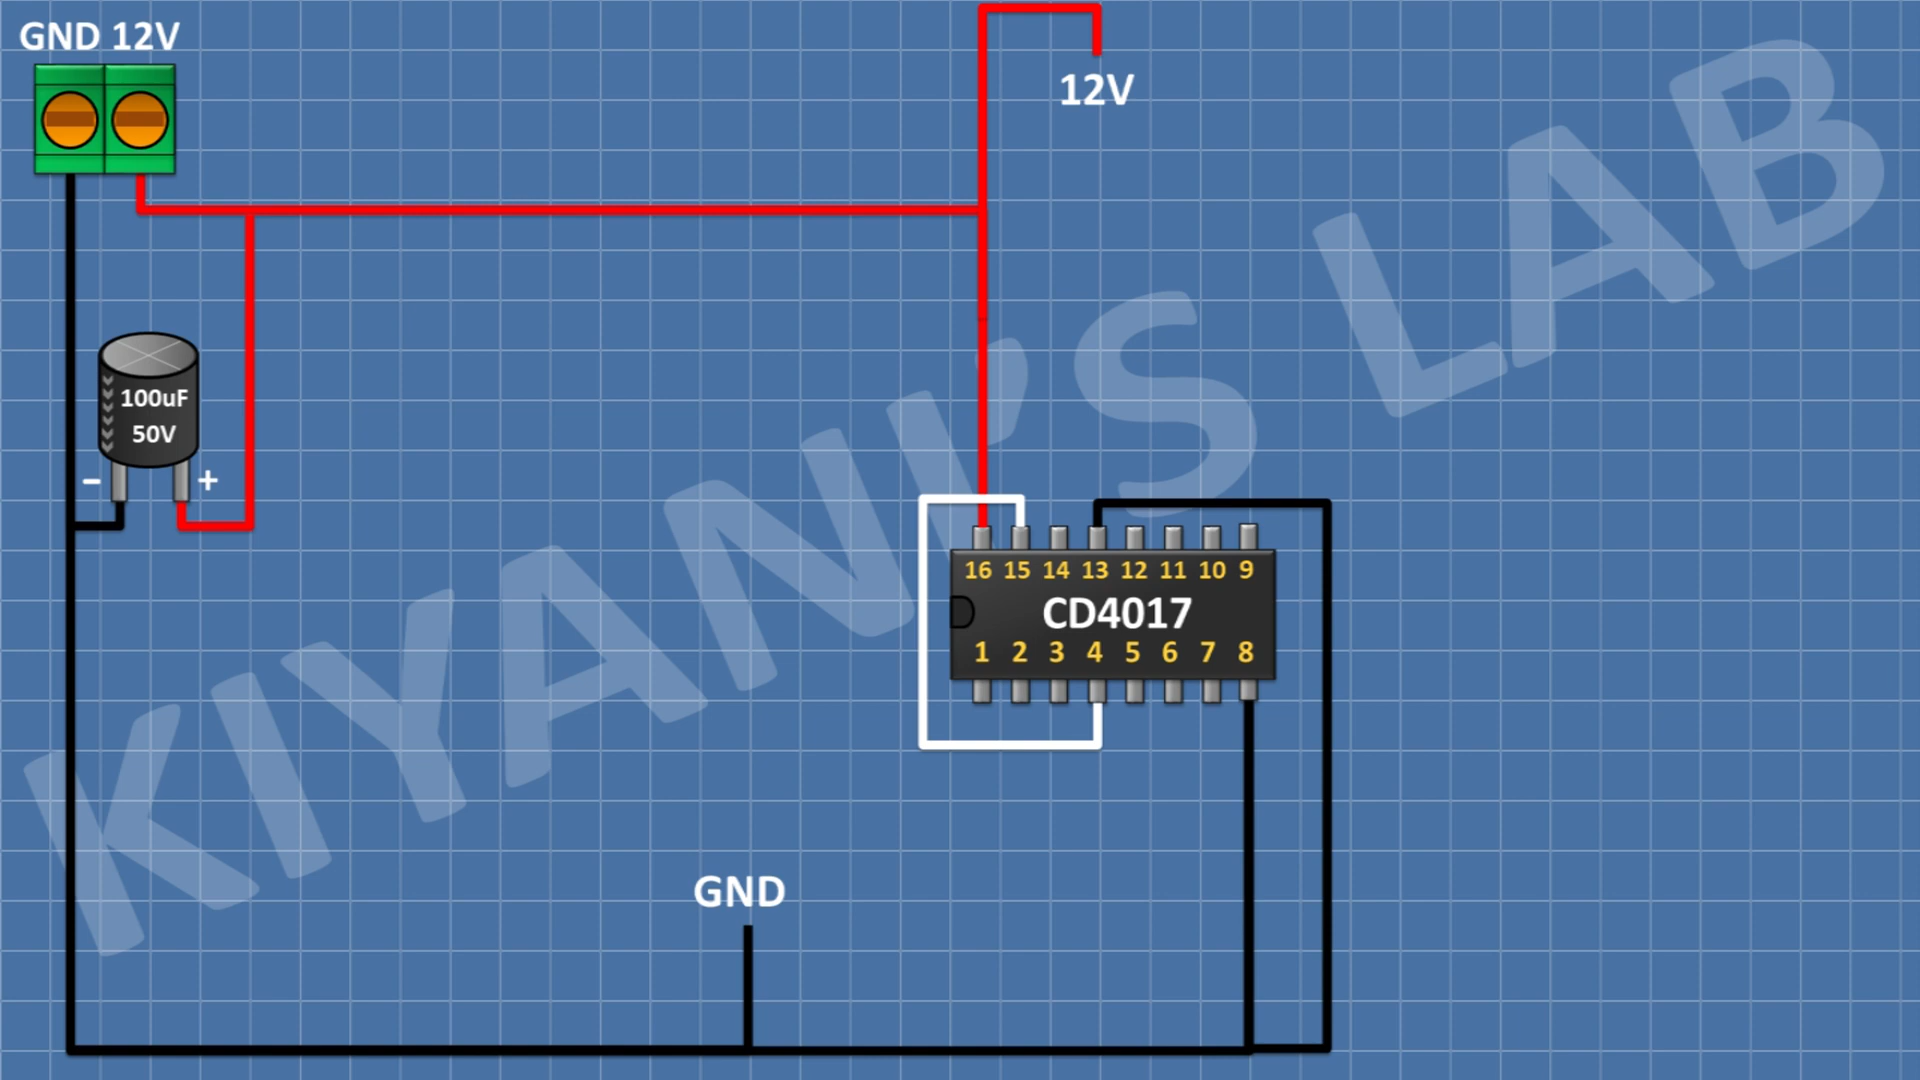 GND 12V
12V
100uF
50V
- +
16 15 14 13 12 11 10 9
CD4017
1 2 3 4 5 6 7 8
GND
KIYANI'S LAB